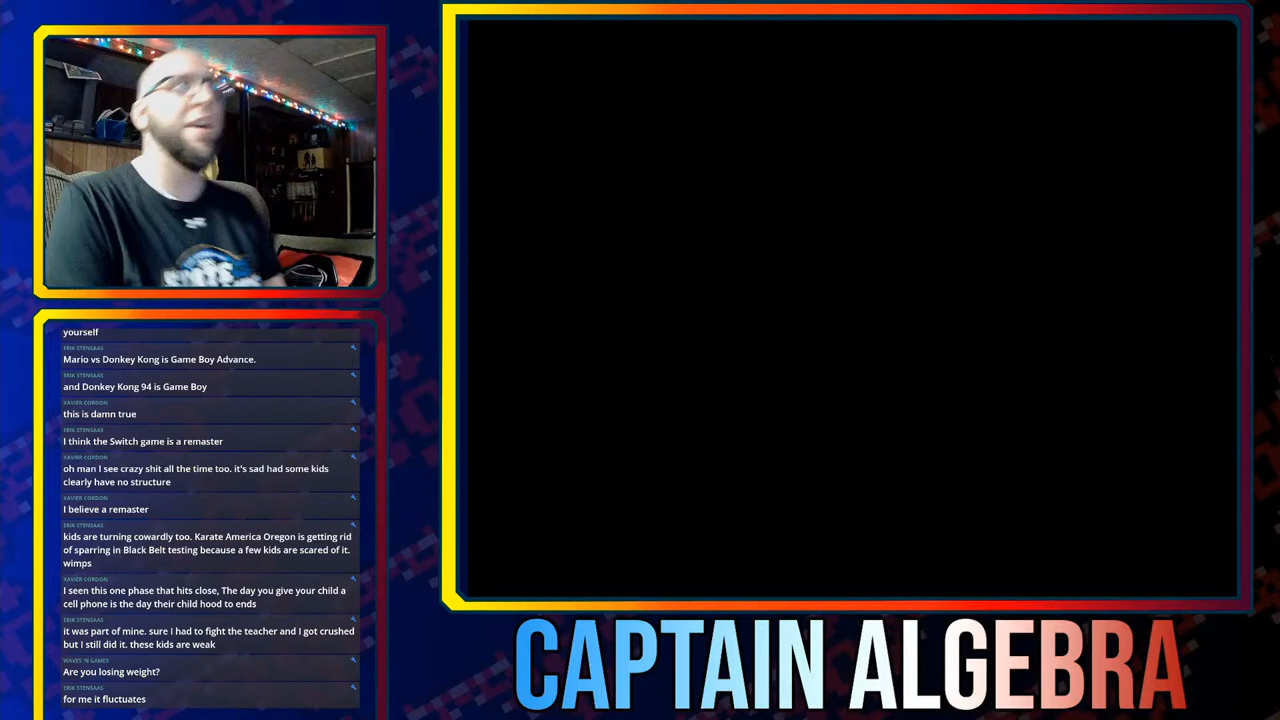 yourself
ERIK STENSAAS
Mario vs Donkey Kong is Game Boy Advance.
ERIK STENSAAS
and Donkey Kong 94 is Game Boy
XAVIER CORDON
this is damn true
ERIK STENSAAS
I think the Switch game is a remaster
XAVIER CORDON
oh man I see crazy shit all the time too. it's sad had some kids
clearly have no structure
XAVIER CORDON
I believe a remaster
ERIK STENSAAS
kids are turning cowardly too. Karate America Oregon is getting rid
of sparring in Black Belt testing because a few kids are scared of it.
wimps
XAVIER CORDON
I seen this one phase that hits close, The day you give your child a
cell phone is the day their child hood to ends
ERIK STENSAAS
it was part of mine. sure I had to fight the teacher and I got crushed
but I still did it. these kids are weak
WAVES 'N GAMES
Are you losing weight?
ERIK STENSAAS
for me it fluctuates
CAPTAIN ALGEBRA